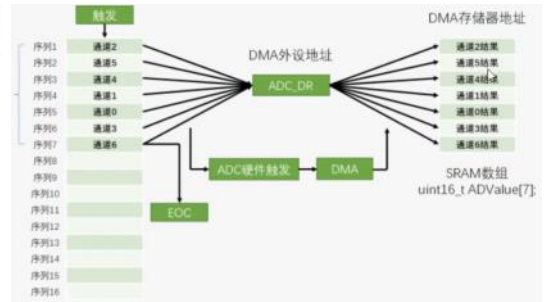 触发
DMA存储器地址
序列1 通道2 通道2结果
DMA外设地址
序列2 通道5 通道5结果
序列3 通道4 通道4结果
ADC_DR
序列4 通道1 通道1结果
序列5 通道0 通道0结果
序列6 通道3 通道3结果
序列7 通道6 通道6结果
序列8
ADC硬件触发 DMA
SRAM数组
序列9
uint16_t ADValue[7];
序列10
序列11
EOC
序列12
序列13
序列14
序列15
序列16